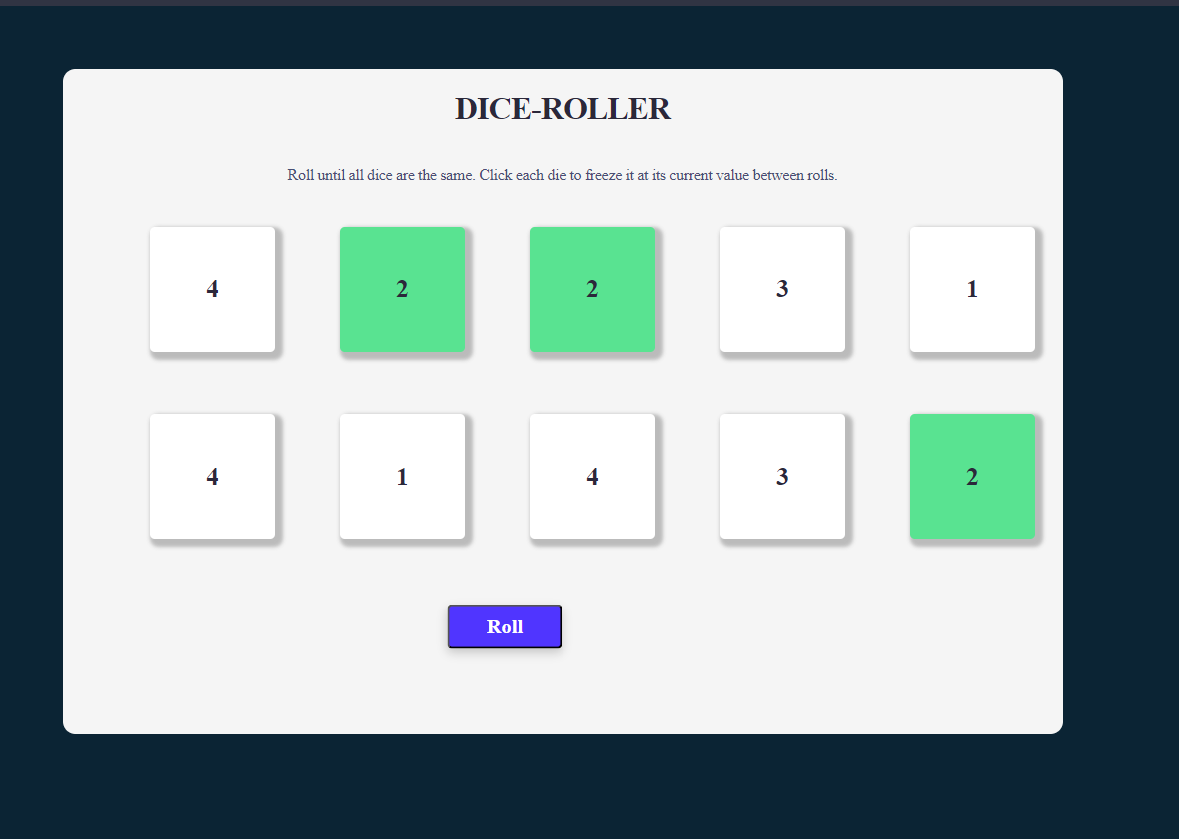 DICE-ROLLER
Roll until all dice are the same. Click each die to freeze it at its current value between rolls.
4 2 2 3 1
4 1 4 3 2
Roll